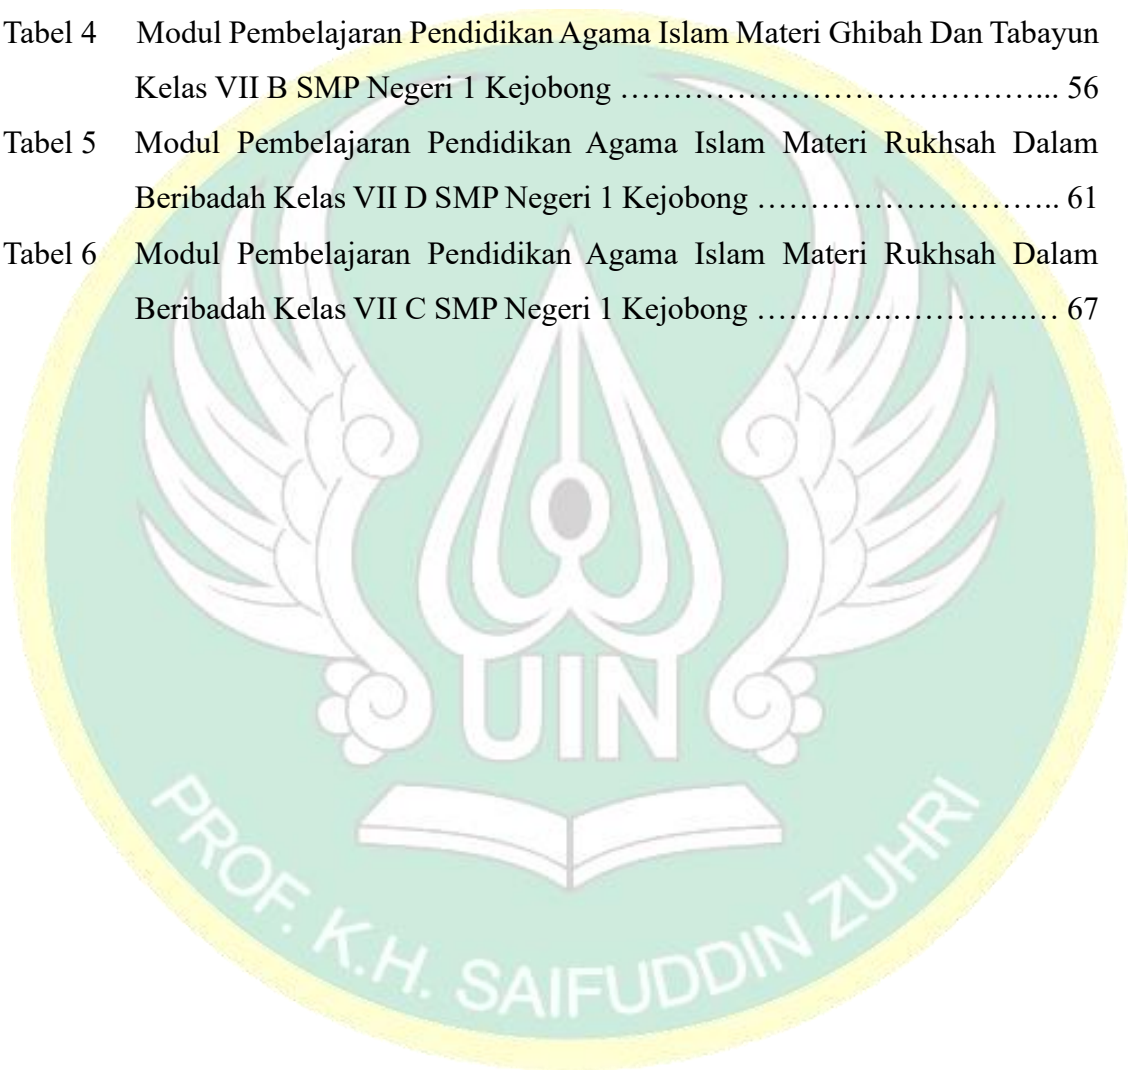 Tabel 4 Modul Pembelajaran Pendidikan Agama Islam Materi Ghibah Dan Tabayun
Kelas VII B SMP Negeri 1 Kejobong …………………………………... 56
Tabel 5 Modul Pembelajaran Pendidikan Agama Islam Materi Rukhsah Dalam
Beribadah Kelas VII D SMP Negeri 1 Kejobong ……………………….. 61
Tabel 6 Modul Pembelajaran Pendidikan Agama Islam Materi Rukhsah Dalam
Beribadah Kelas VII C SMP Negeri 1 Kejobong ………….………….… 67
UIN
PROF. K.H. SAIFUDDIN ZUHRI